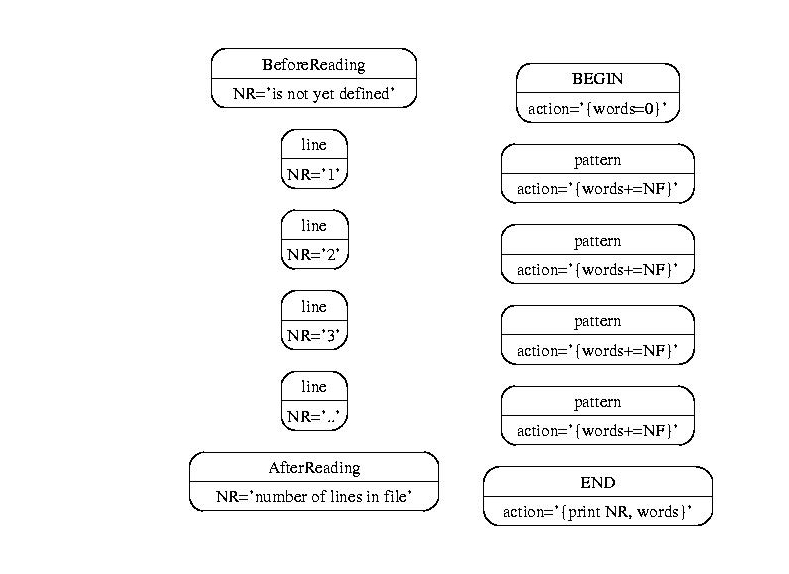 BeforeReading
NR='is not yet defined'
line
NR='1'
line
NR='2'
line
NR='3'
line
NR='..'
AfterReading
NR='number of lines in file'
BEGIN
action='{words=0}'
pattern
action='{words+=NF}'
pattern
action='{words+=NF}'
pattern
action='{words+=NF}'
pattern
action='{words+=NF}'
END
action='{print NR, words}'